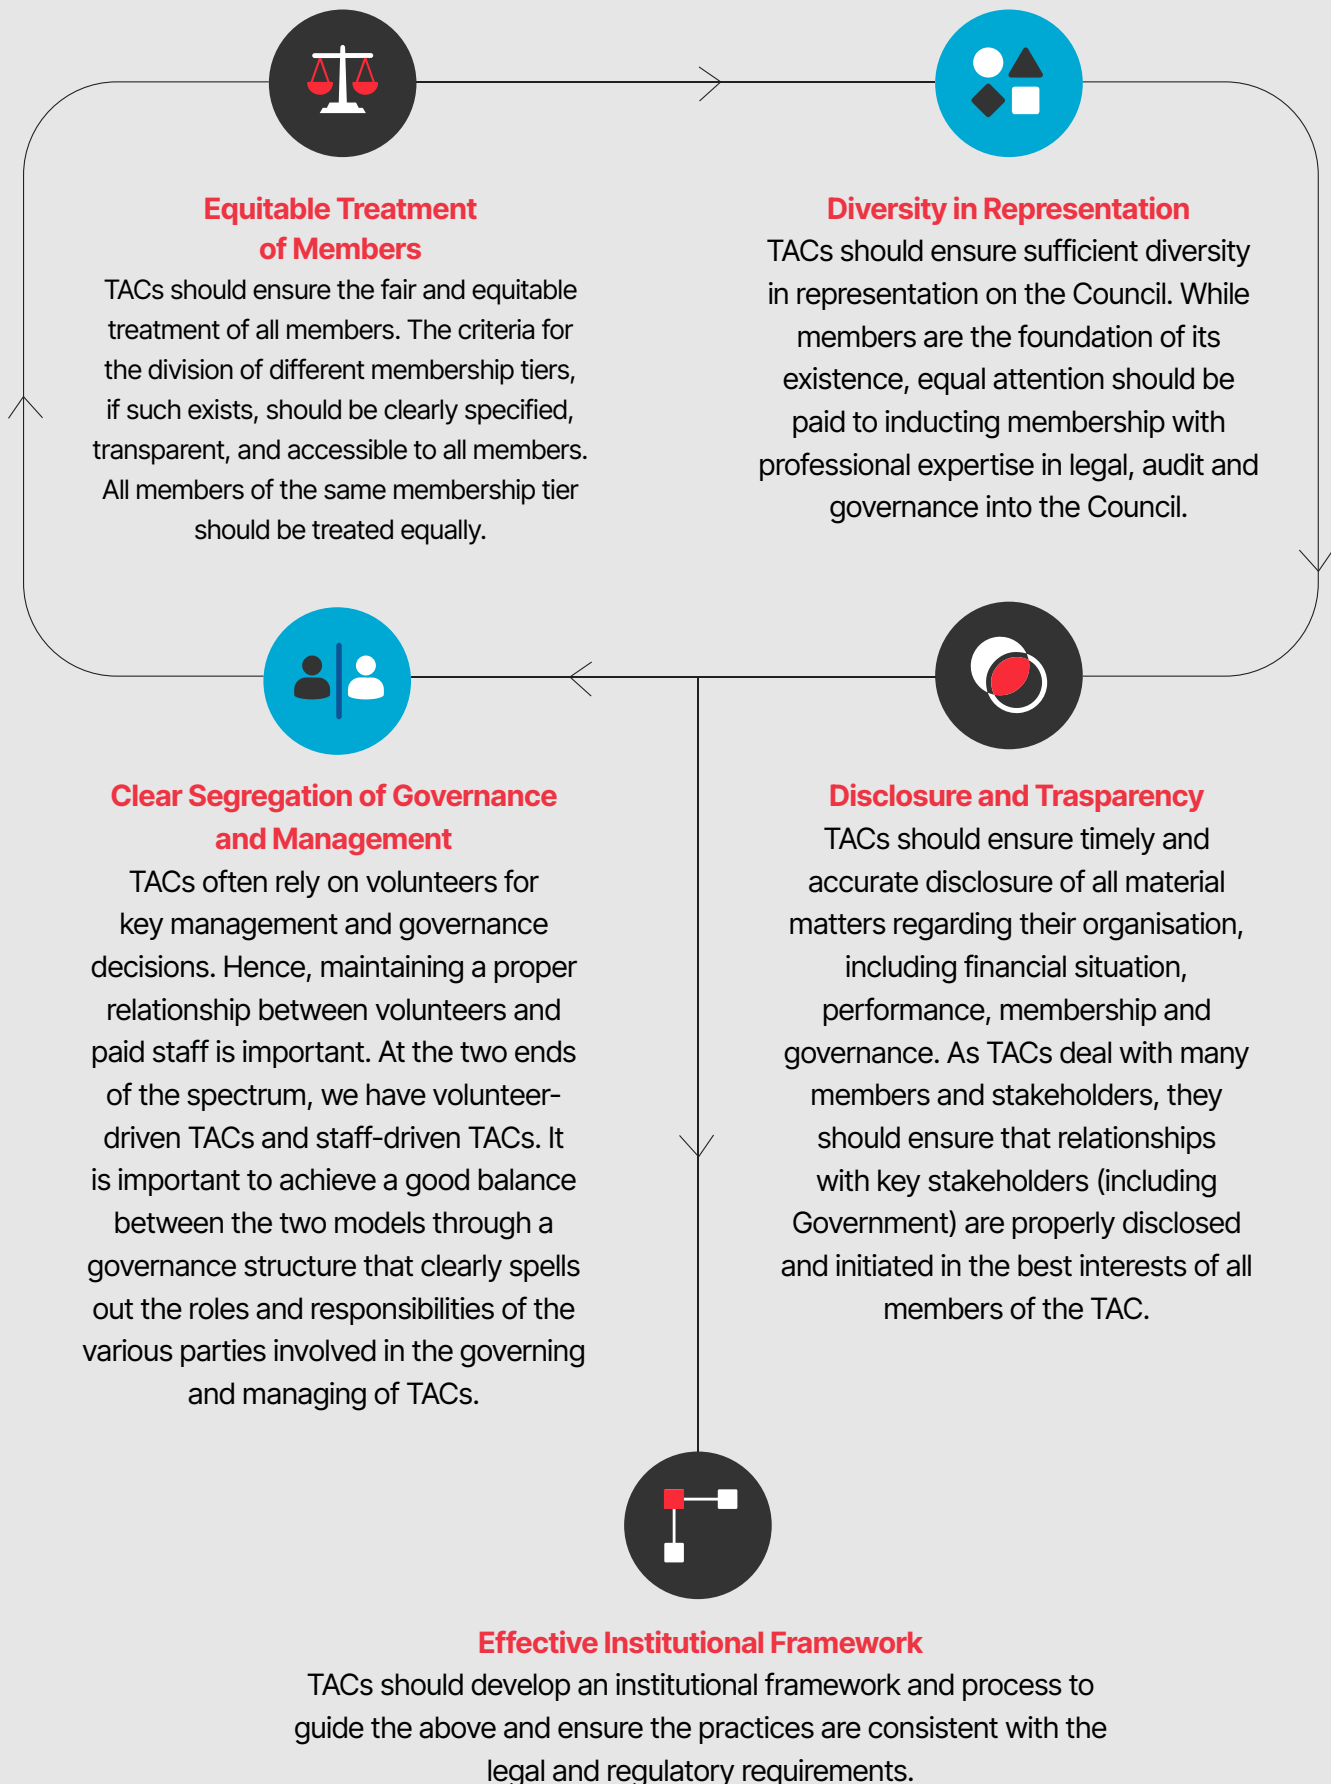 Equitable Treatment
of Members
TACs should ensure the fair and equitable
treatment of all members. The criteria for
the division of different membership tiers,
if such exists, should be clearly specified,
transparent, and accessible to all members.
All members of the same membership tier
should be treated equally.
Diversity in Representation
TACs should ensure sufficient diversity
in representation on the Council. While
members are the foundation of its
existence, equal attention should be
paid to inducting membership with
professional expertise in legal, audit and
governance into the Council.
Clear Segregation of Governance
and Management
TACs often rely on volunteers for
key management and governance
decisions. Hence, maintaining a proper
relationship between volunteers and
paid staff is important. At the two ends
of the spectrum, we have volunteer-
driven TACs and staff-driven TACs. It
is important to achieve a good balance
between the two models through a
governance structure that clearly spells
out the roles and responsibilities of the
various parties involved in the governing
and managing of TACs.
Disclosure and Trasparency
TACs should ensure timely and
accurate disclosure of all material
matters regarding their organisation,
including financial situation,
performance, membership and
governance. As TACs deal with many
members and stakeholders, they
should ensure that relationships
with key stakeholders (including
Government) are properly disclosed
and initiated in the best interests of all
members of the TAC.
Effective Institutional Framework
TACs should develop an institutional framework and process to
guide the above and ensure the practices are consistent with the
legal and regulatory requirements.